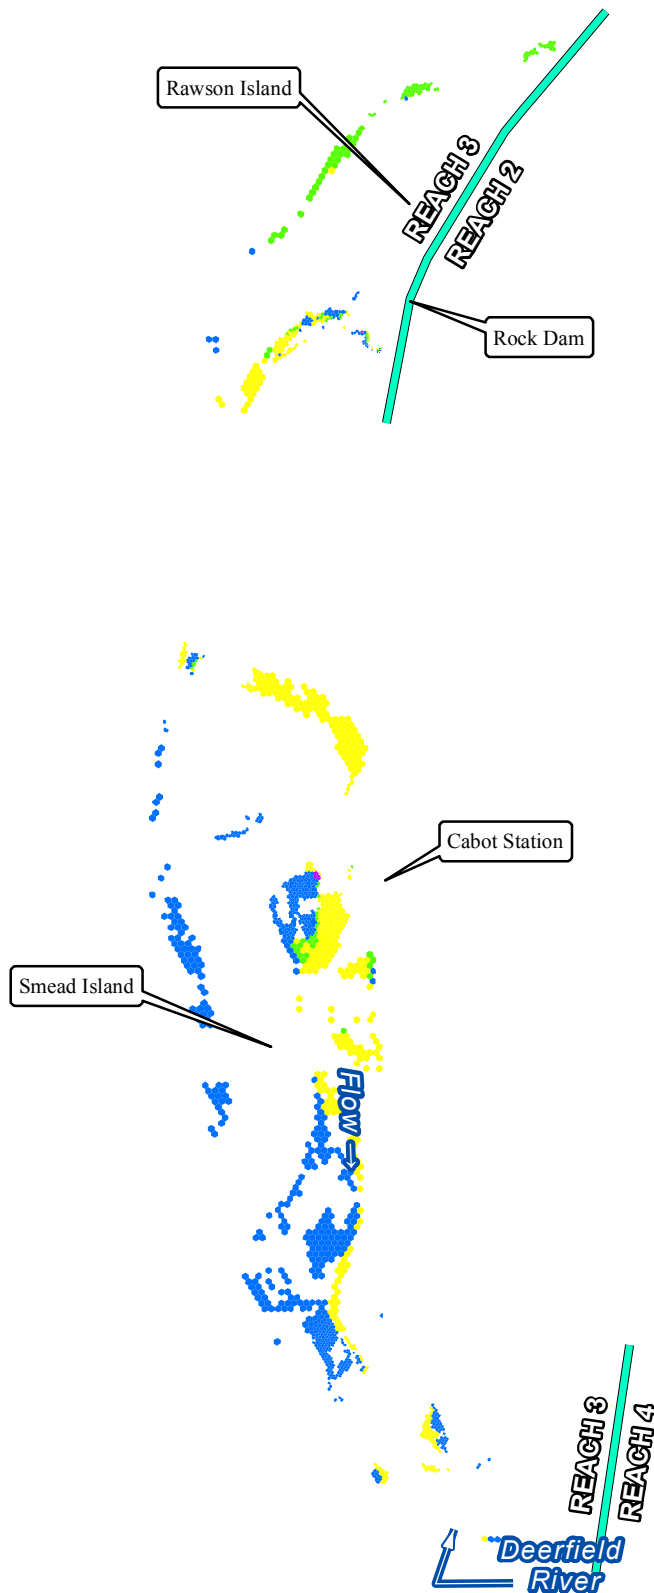 Rawson Island
REACH 3
REACH 2
Rock Dam
Cabot Station
Smead Island
Flow
REACH 3
REACH 4
Deerfield
River